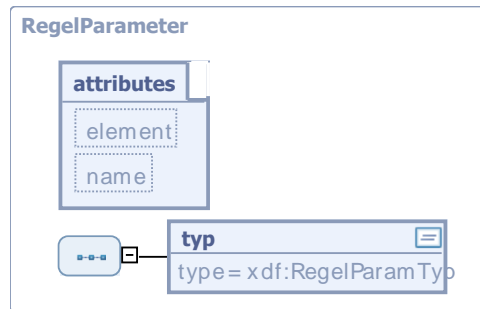 RegelParameter
attributes
element
name
typ
type= xdf:RegelParamTyp